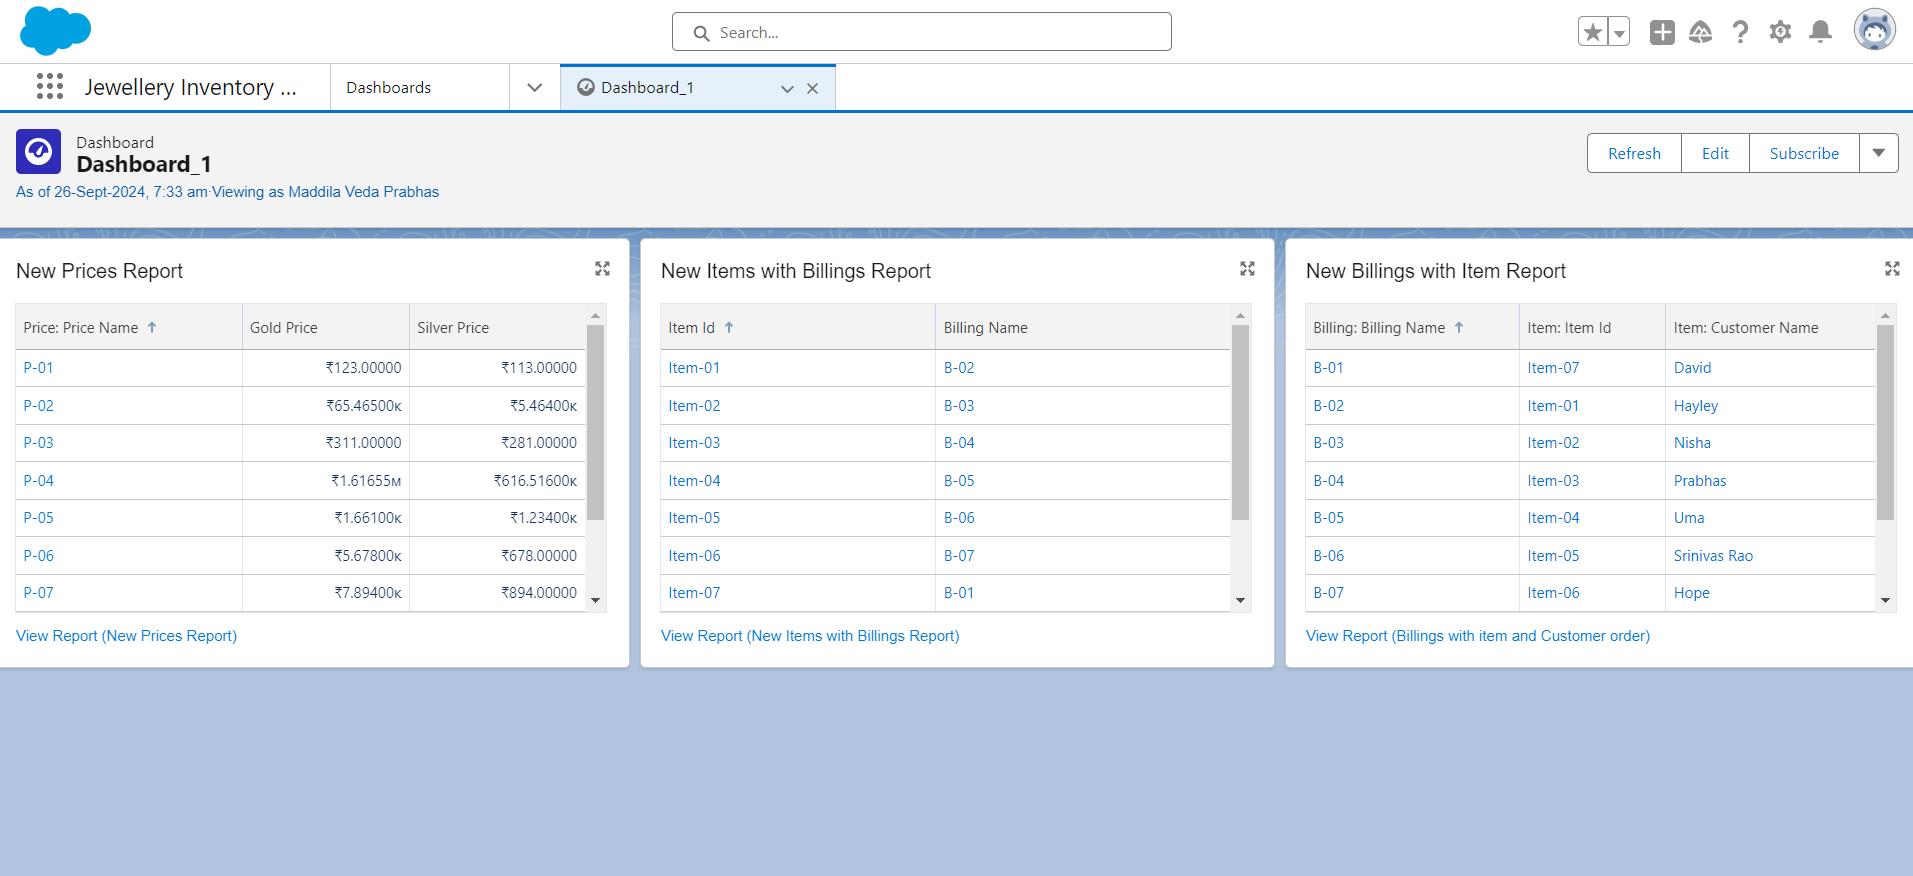 Search...
Jewellery Inventory ...
Dashboards
Dashboard_1
Dashboard
Dashboard_1
As of 26-Sept-2024, 7:33 am·Viewing as Maddila Veda Prabhas
Refresh
Edit
Subscribe
New Prices Report
Price: Price Name Gold Price Silver Price
P-01 ₹123.00000 ₹113.00000
P-02 ₹65.46500K ₹5.46400K
P-03 ₹311.00000 ₹281.00000
P-04 ₹1.61655M ₹616.51600K
P-05 ₹1.66100K ₹1.23400K
P-06 ₹5.67800K ₹678.00000
P-07 ₹7.89400K ₹894.00000
View Report (New Prices Report)
New Items with Billings Report
Item Id Billing Name
Item-01 B-02
Item-02 B-03
Item-03 B-04
Item-04 B-05
Item-05 B-06
Item-06 B-07
Item-07 B-01
View Report (New Items with Billings Report)
New Billings with Item Report
Billing: Billing Name Item: Item Id Item: Customer Name
B-01 Item-07 David
B-02 Item-01 Hayley
B-03 Item-02 Nisha
B-04 Item-03 Prabhas
B-05 Item-04 Uma
B-06 Item-05 Srinivas Rao
B-07 Item-06 Hope
View Report (Billings with item and Customer order)